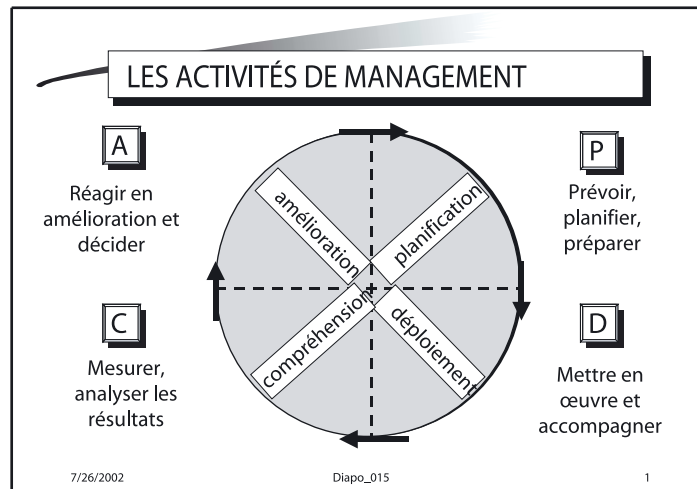 LES ACTIVITÉS DE MANAGEMENT
A
Réagir en
amélioration et
décider
P
Prévoir,
planifier,
préparer
amélioration
planification
compréhension
déploiement
C
Mesurer,
analyser les
résultats
D
Mettre en
œuvre et
accompagner
7/26/2002
Diapo_015
1